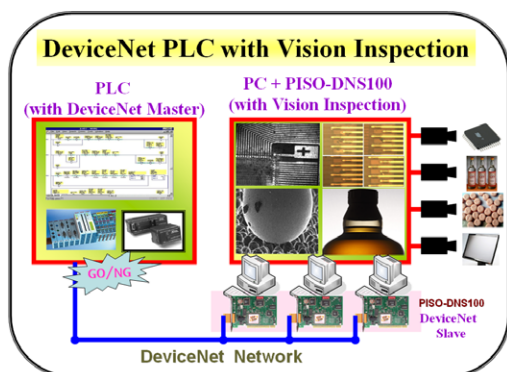 DeviceNet PLC with Vision Inspection
PLC
(with DeviceNet Master)
PC + PISO-DNS100
(with Vision Inspection)
GO/NG
PISO-DNS100
DeviceNet
Slave
DeviceNet Network